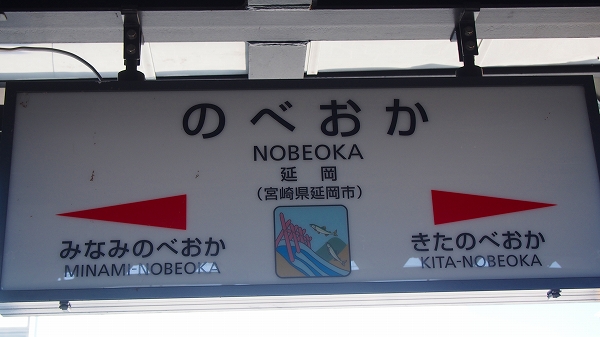 のべおか
NOBEOKA
延岡
(宮崎県延岡市)
みなみのべおか
MINAMI-NOBEOKA
きたのべおか
KITA-NOBEOKA